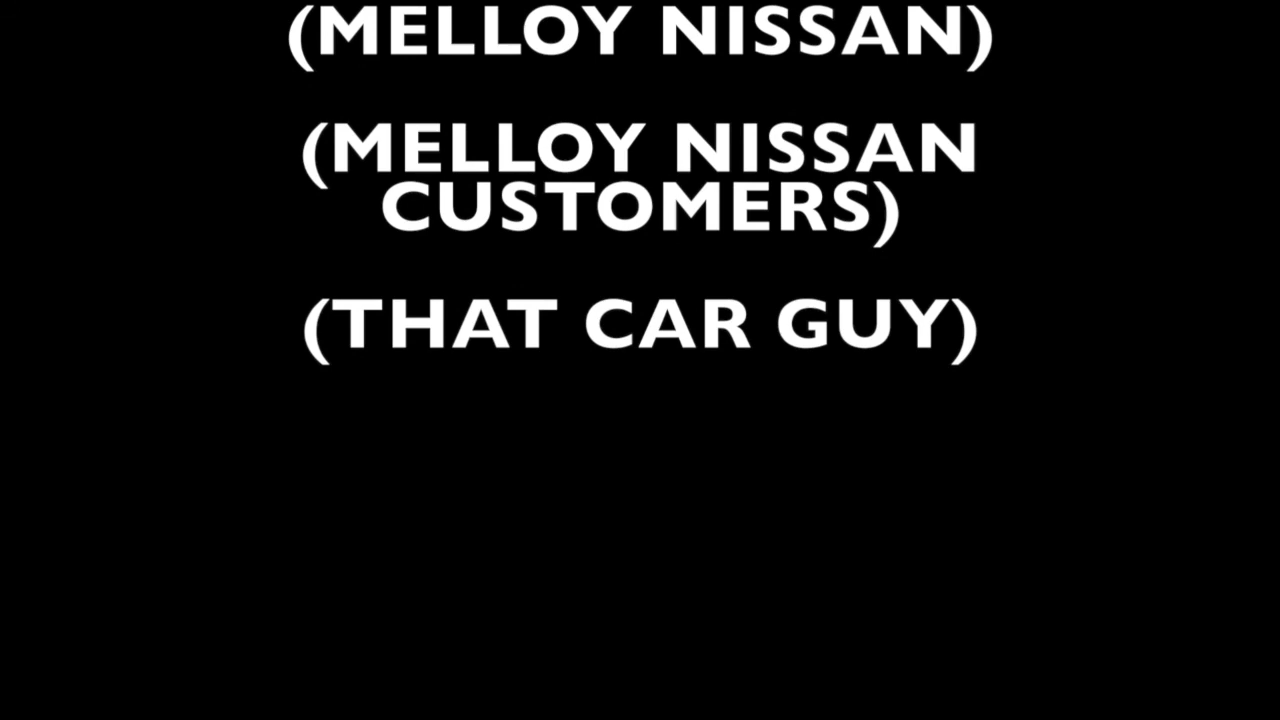 (MELLOY NISSAN)
(MELLOY NISSAN
CUSTOMERS)
(THAT CAR GUY)